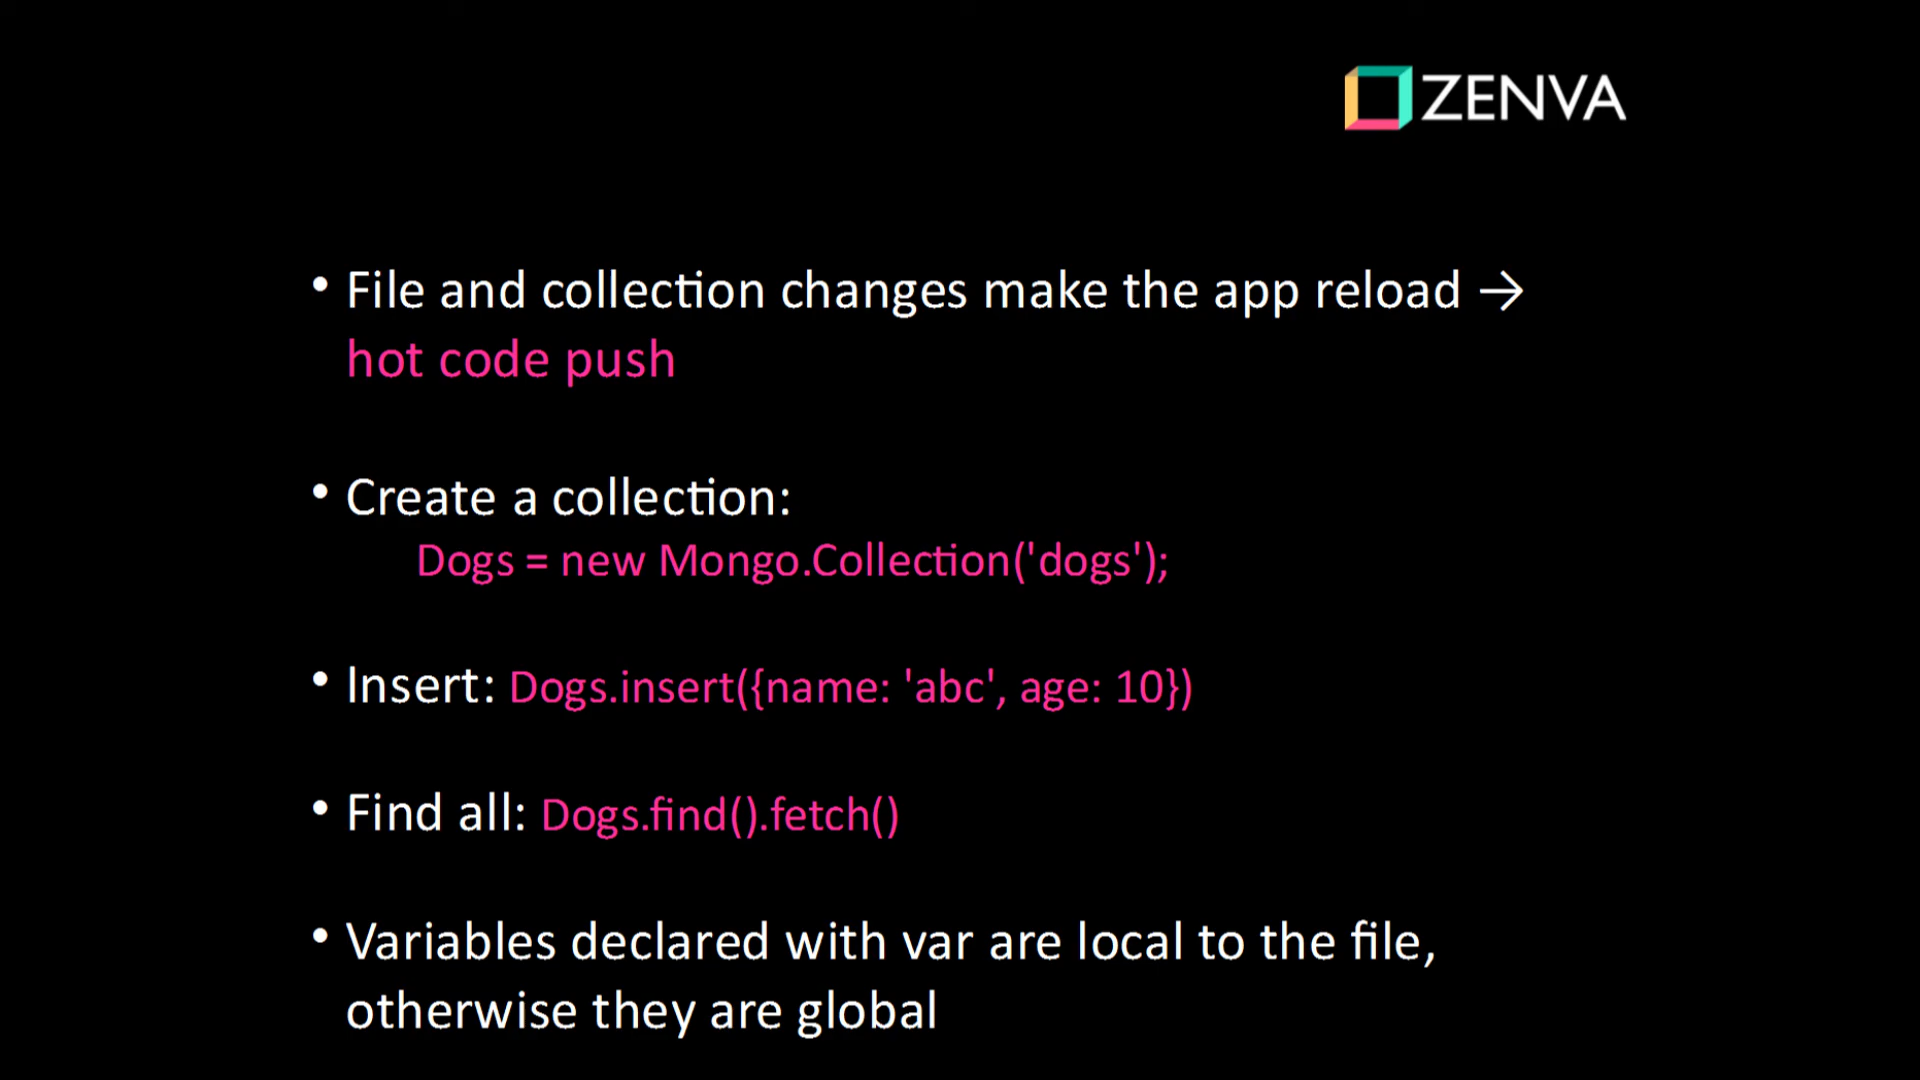 ZENVA
• File and collection changes make the app reload →
hot code push
• Create a collection:
Dogs = new Mongo.Collection('dogs');
• Insert: Dogs.insert({name: 'abc', age: 10})
• Find all: Dogs.find().fetch()
• Variables declared with var are local to the file,
otherwise they are global